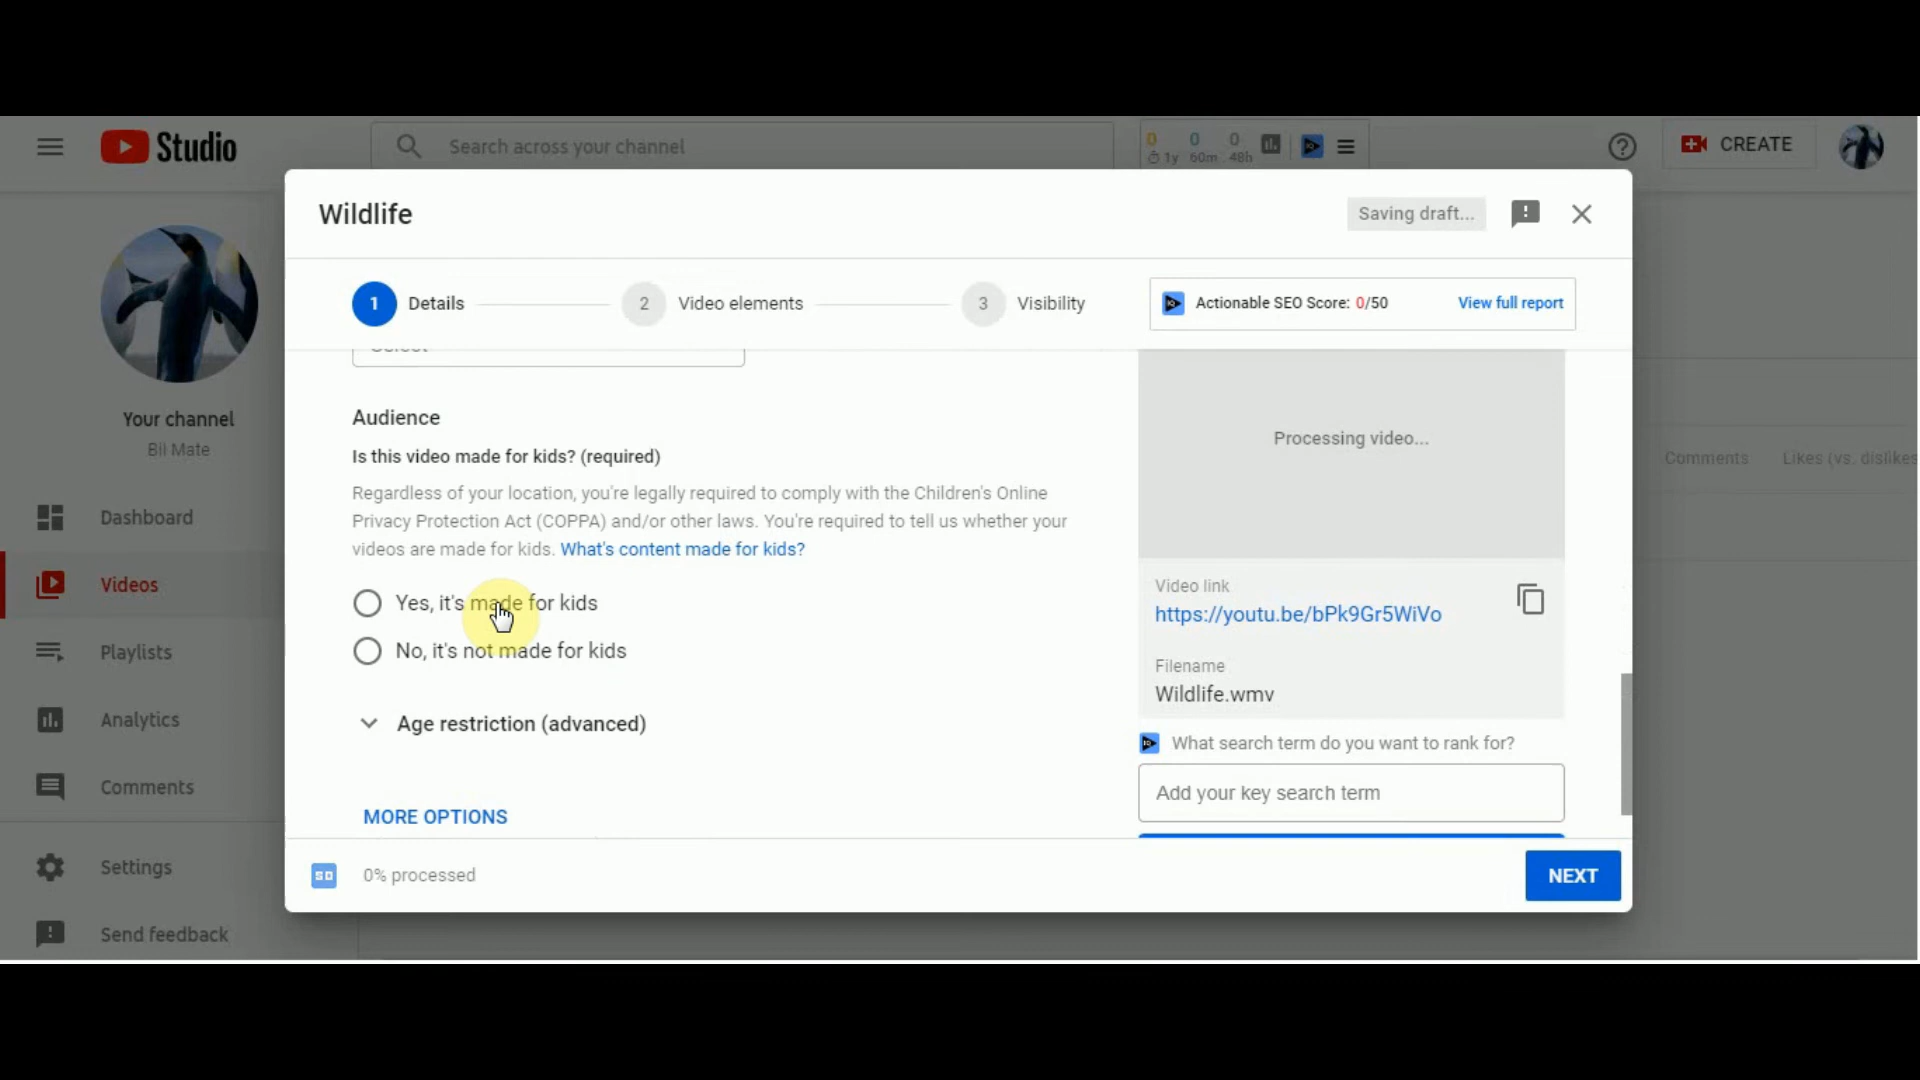 Studio
Search across your channel
0 0 0
1y 60m 48h
CREATE
Wildlife
Saving draft...
1 Details
2 Video elements
3 Visibility
Actionable SEO Score: 0/50
View full report
Your channel
Bil Mate
Dashboard
Videos
Playlists
Analytics
Comments
Settings
Send feedback
Select
Audience
Is this video made for kids? (required)
Regardless of your location, you're legally required to comply with the Children's Online
Privacy Protection Act (COPPA) and/or other laws. You're required to tell us whether your
videos are made for kids. What's content made for kids?
Yes, it's made for kids
No, it's not made for kids
Age restriction (advanced)
MORE OPTIONS
Processing video...
Video link
https://youtu.be/bPk9Gr5WiVo
Filename
Wildlife.wmv
What search term do you want to rank for?
Add your key search term
Comments
Likes (vs. dislikes
SD
0% processed
NEXT